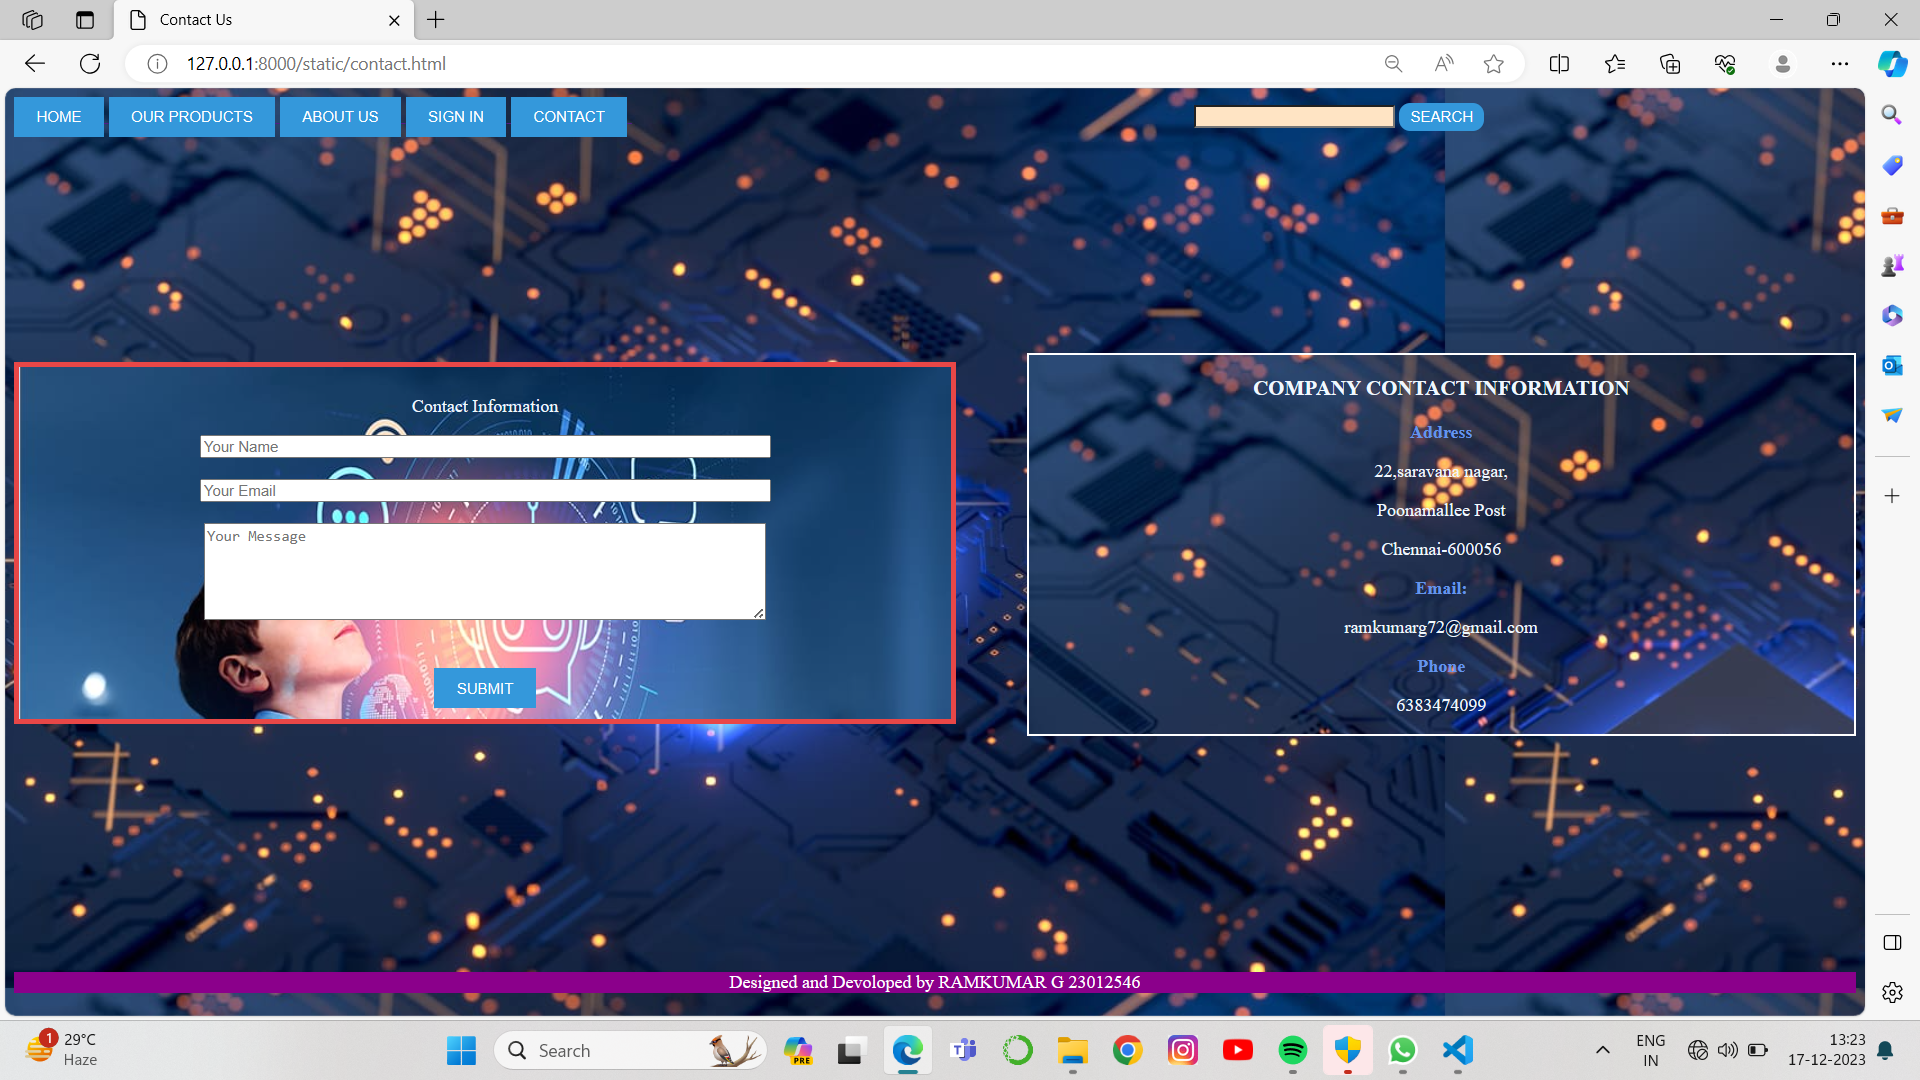 Contact Us
127.0.0.1:8000/static/contact.html
HOME
OUR PRODUCTS
ABOUT US
SIGN IN
CONTACT
SEARCH
Contact Information
Your Name
Your Email
Your Message
SUBMIT
COMPANY CONTACT INFORMATION
Address
22,saravana nagar,
Poonamallee Post
Chennai-600056
Email:
ramkumarg72@gmail.com
Phone
6383474099
Designed and Devoloped by RAMKUMAR G 23012546
1
29°C
Haze
Search
PRE
ENG
IN
13:23
17-12-2023